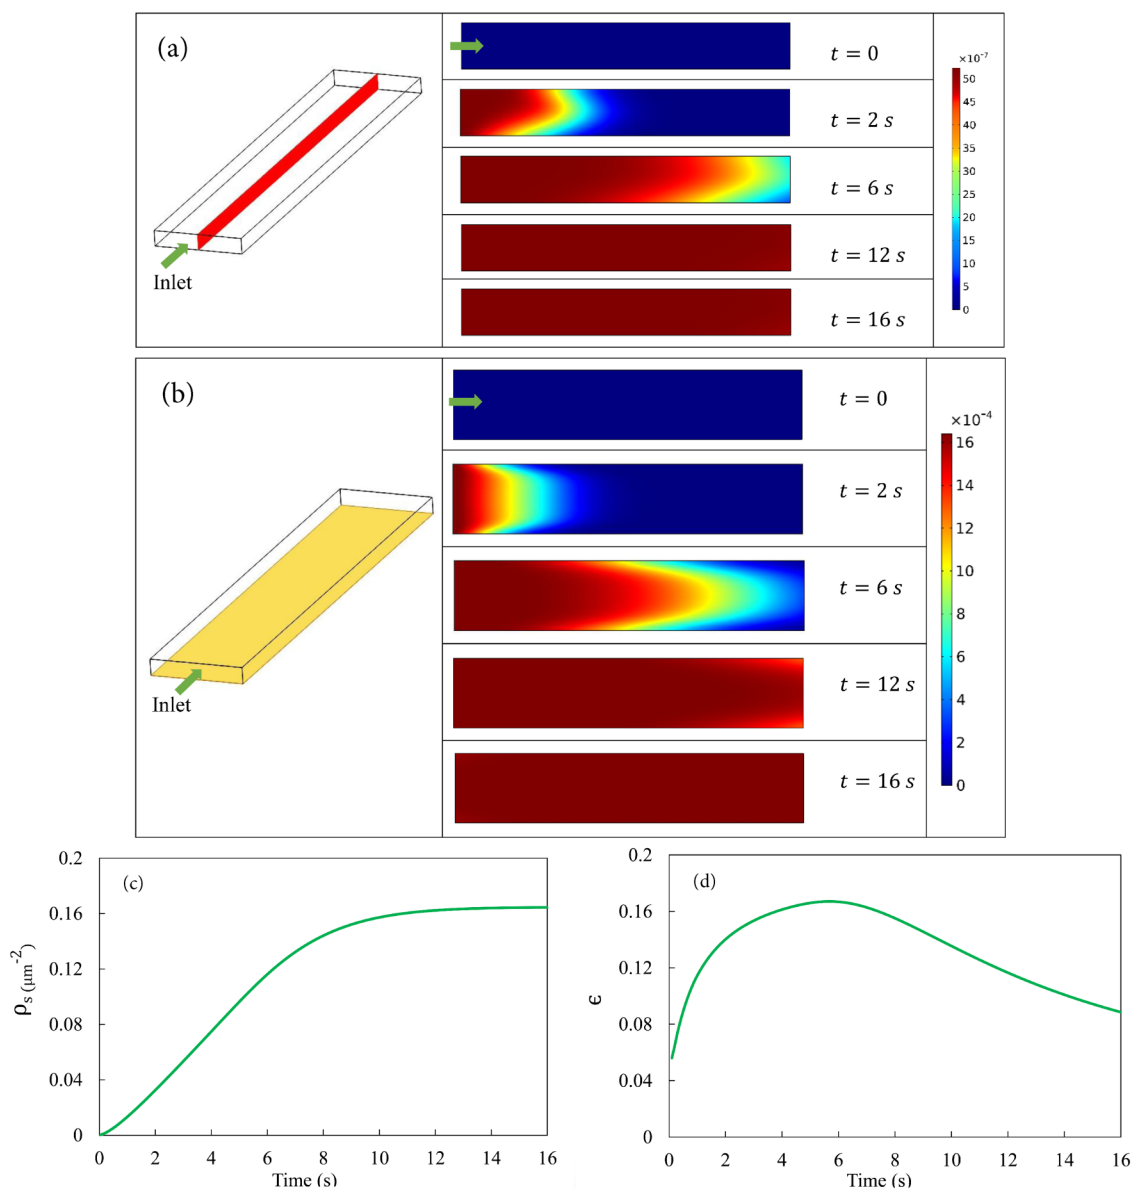 (a)
Inlet
t = 0
t = 2 s
t = 6 s
t = 12 s
t = 16 s
×10⁻⁷
50
45
40
35
30
25
20
15
10
5
0
(b)
Inlet
t = 0
t = 2 s
t = 6 s
t = 12 s
t = 16 s
×10⁻⁴
16
14
12
10
8
6
4
2
0
(c)
ρs (μm⁻²)
0.2
0.16
0.12
0.08
0.04
0
0 2 4 6 8 10 12 14 16
Time (s)
(d)
ϵ
0.2
0.16
0.12
0.08
0.04
0
0 2 4 6 8 10 12 14 16
Time (s)